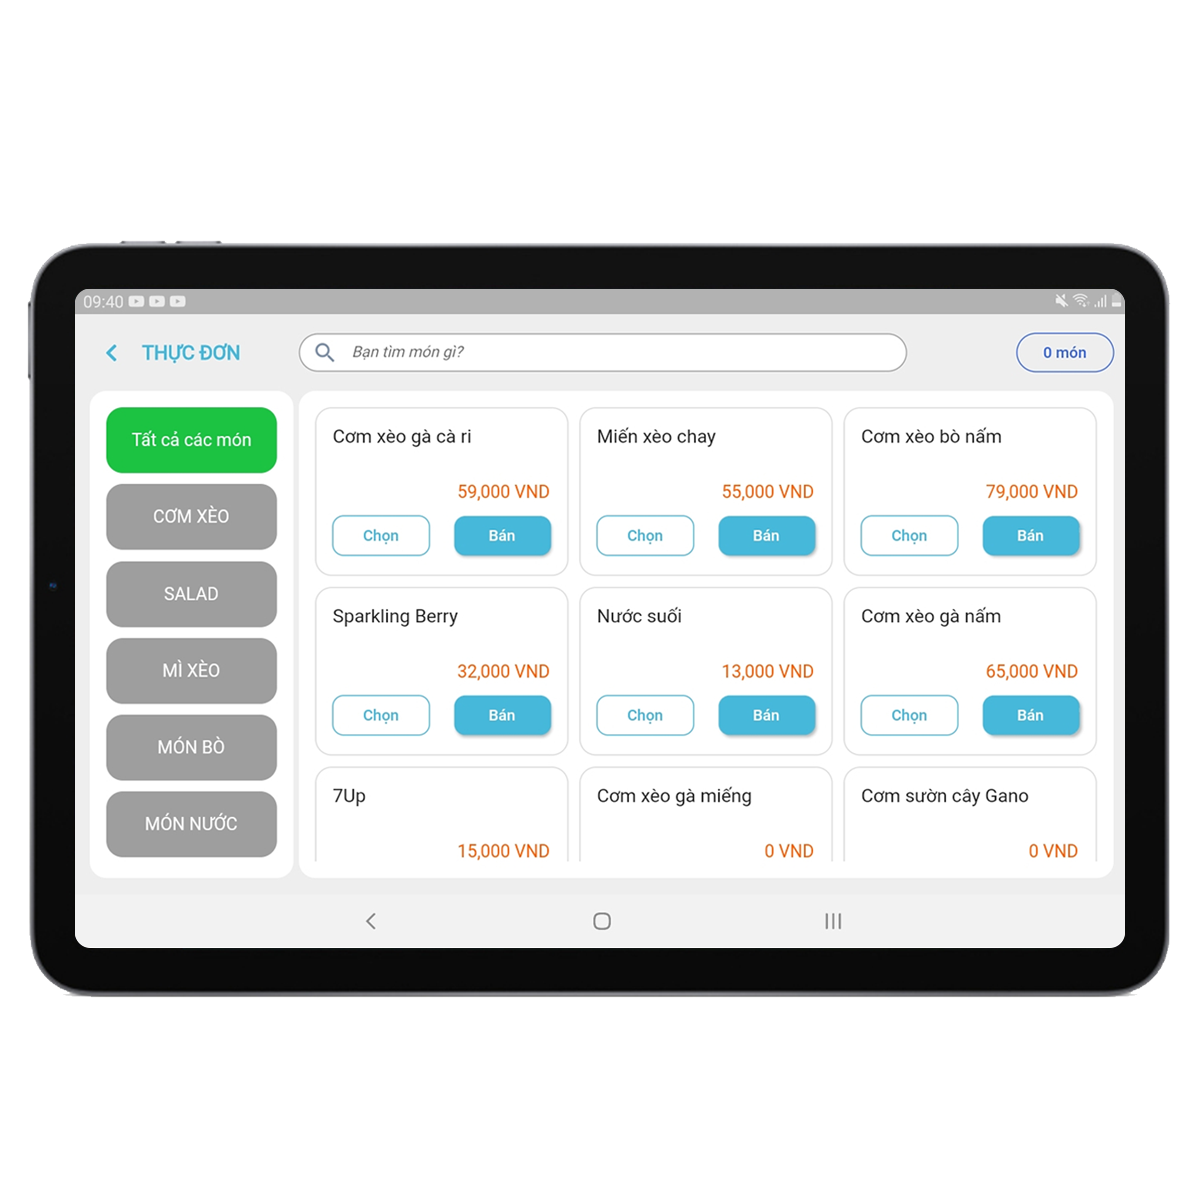 09:40
THỰC ĐƠN
Bạn tìm món gì?
0 món
Tất cả các món
CƠM XÈO
SALAD
MÌ XÈO
MÓN BÒ
MÓN NƯỚC
Cơm xèo gà cà ri
59,000 VND
Chọn
Bán
Miến xèo chay
55,000 VND
Chọn
Bán
Cơm xèo bò nấm
79,000 VND
Chọn
Bán
Sparkling Berry
32,000 VND
Chọn
Bán
Nước suối
13,000 VND
Chọn
Bán
Cơm xèo gà nấm
65,000 VND
Chọn
Bán
7Up
15,000 VND
Cơm xèo gà miếng
0 VND
Cơm sườn cây Gano
0 VND